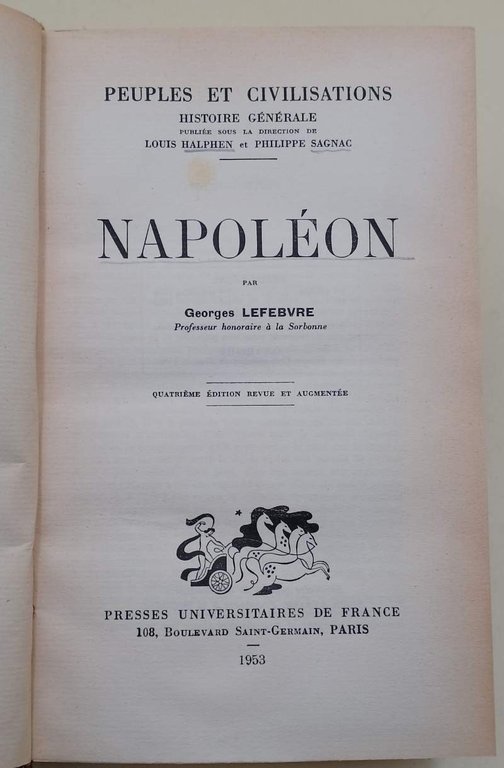 PEUPLES ET CIVILISATIONS
HISTOIRE GÉNÉRALE
PUBLIÉE SOUS LA DIRECTION DE
LOUIS HALPHEN et PHILIPPE SAGNAC
NAPOLÉON
PAR
Georges LEFEBVRE
Professeur honoraire à la Sorbonne
QUATRIÈME ÉDITION REVUE ET AUGMENTÉE
PRESSES UNIVERSITAIRES DE FRANCE
108, BOULEVARD SAINT-GERMAIN, PARIS
1953